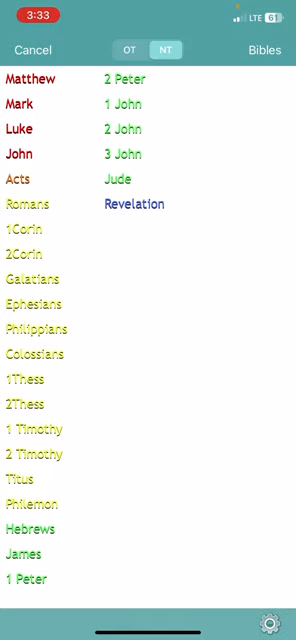 3:33
LTE 61
Cancel
OT NT
Bibles
Matthew
Mark
Luke
John
Acts
Romans
1Corin
2Corin
Galatians
Ephesians
Philippians
Colossians
1Thess
2Thess
1 Timothy
2 Timothy
Titus
Philemon
Hebrews
James
1 Peter
2 Peter
1 John
2 John
3 John
Jude
Revelation